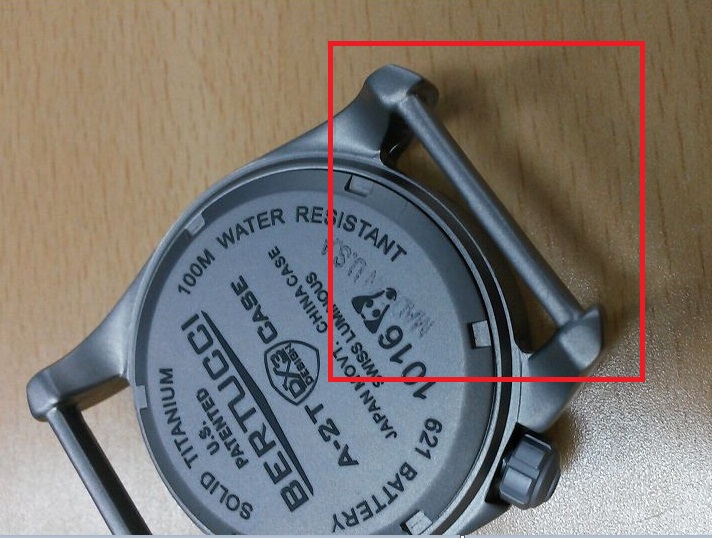 100M WATER RESISTANT
621 BATTERY
SOLID TITANIUM
U.S.
PATENTED
BERTUCCI
A-2T
DX3
DESIGN
CASE
JAPAN MOV'T.
CHINA CASE
SWISS LUMINOUS
1016